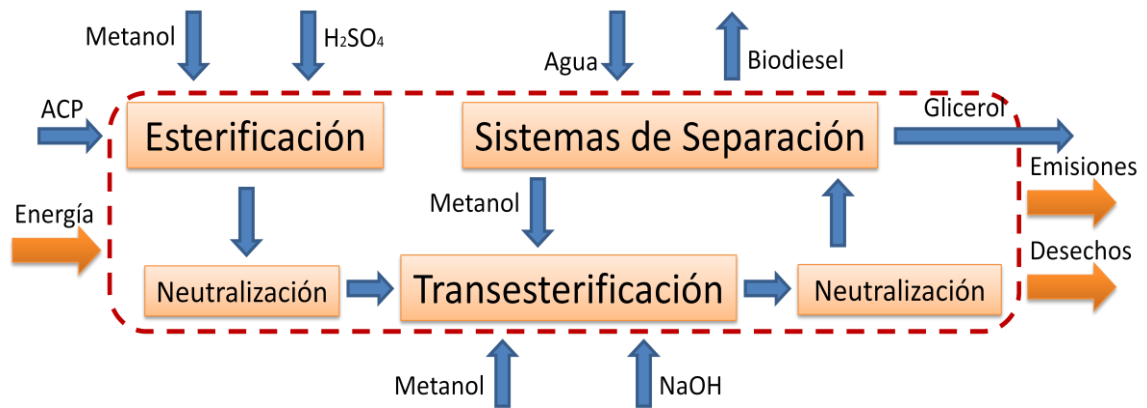 Metanol
H₂SO₄
Agua
Biodiesel
ACP
Esterificación
Sistemas de Separación
Glicerol
Emisiones
Energía
Metanol
Desechos
Neutralización
Transesterificación
Neutralización
Metanol
NaOH